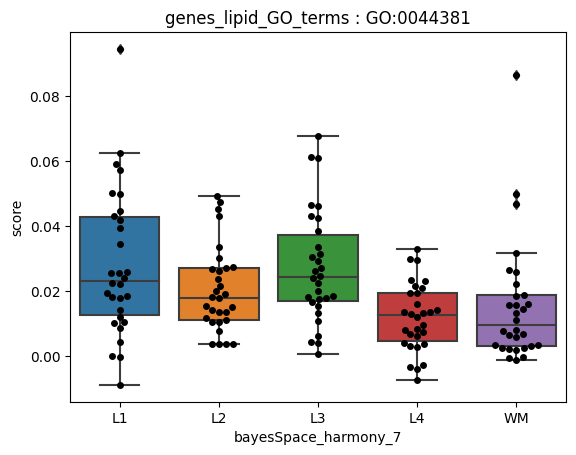 genes_lipid_GO_terms : GO:0044381
score
0.08
0.06
0.04
0.02
0.00
L1 L2 L3 L4 WM
bayesSpace_harmony_7